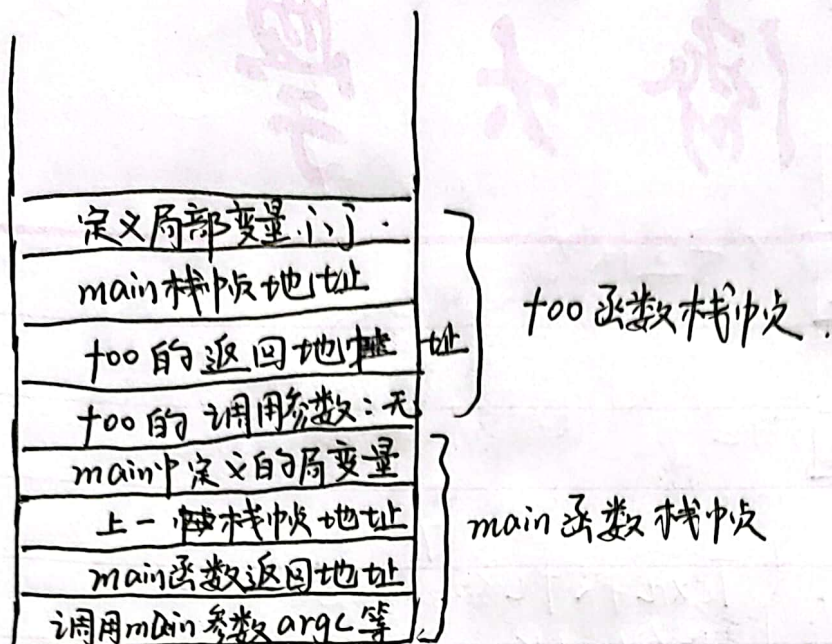 定义局部变量i、j
main栈帧地址
foo的返回地址
foo的调用参数:无
foo函数栈帧.
main中定义的局变量
上一栈帧地址
main函数返回地址
调用main参数argc等
main函数栈帧